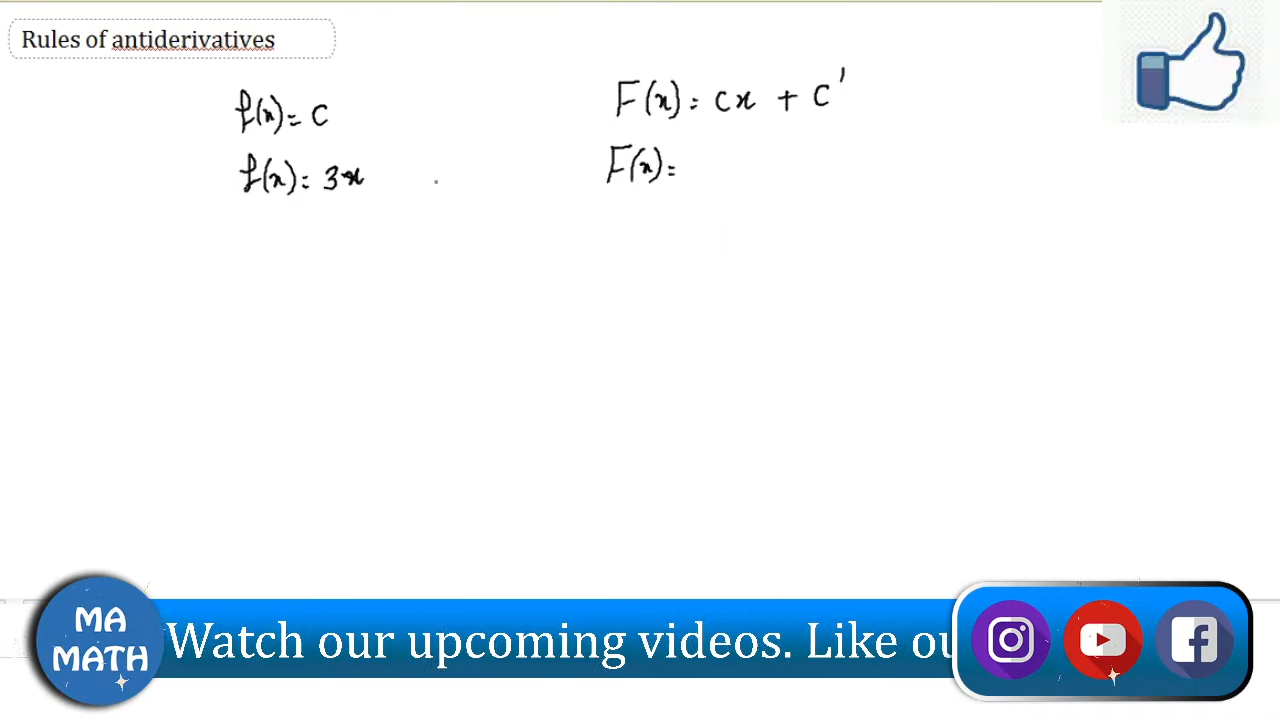 Rules of antiderivatives
f(x) = c
F(x) = cx + c'
f(x) = 3x
F(x) =
MA
MATH
Watch our upcoming videos. Like ou